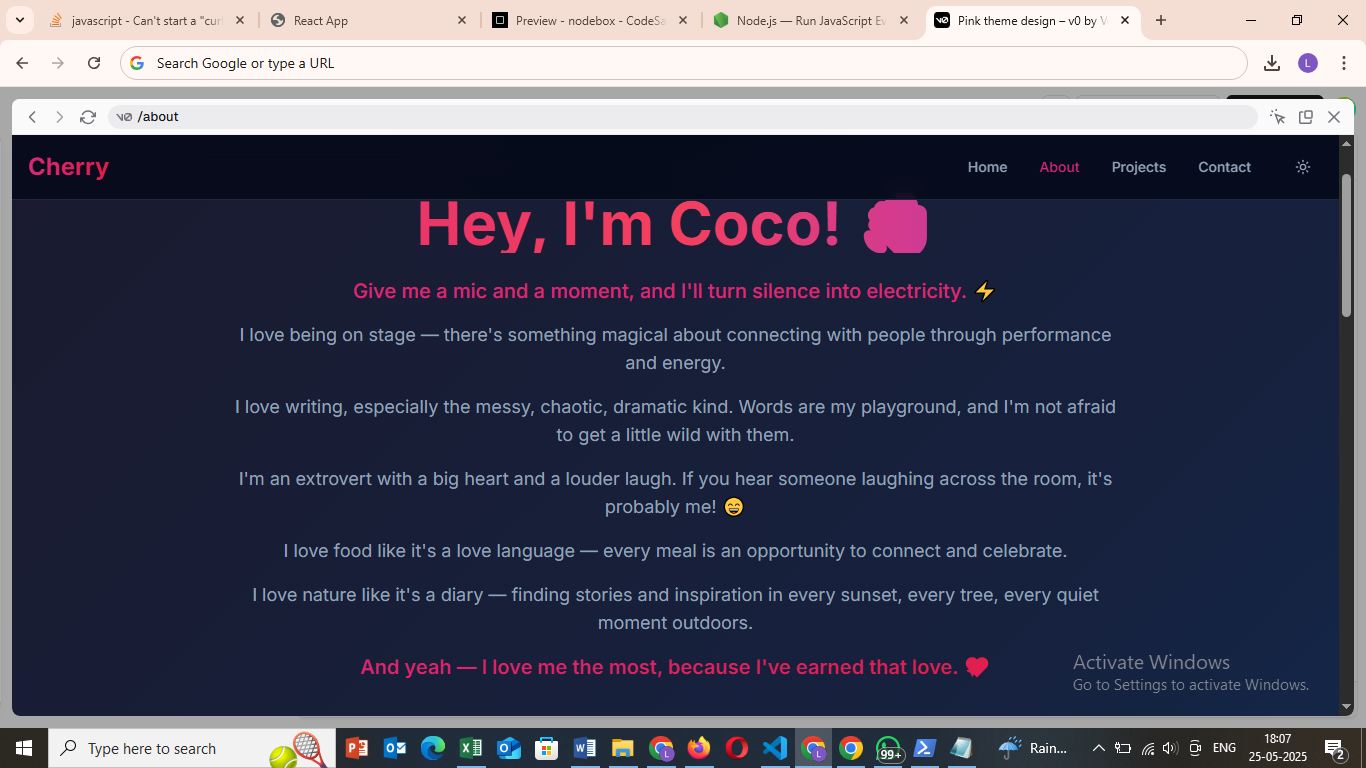 javascript - Can't start a "curl
React App
Preview - nodebox - CodeSa
Node.js — Run JavaScript Ev
Pink theme design – v0 by V
Search Google or type a URL
L
/about
Cherry
Home
About
Projects
Contact
Hey, I'm Coco!
Give me a mic and a moment, and I'll turn silence into electricity. ⚡
I love being on stage — there's something magical about connecting with people through performance
and energy.
I love writing, especially the messy, chaotic, dramatic kind. Words are my playground, and I'm not afraid
to get a little wild with them.
I'm an extrovert with a big heart and a louder laugh. If you hear someone laughing across the room, it's
probably me! 😄
I love food like it's a love language — every meal is an opportunity to connect and celebrate.
I love nature like it's a diary — finding stories and inspiration in every sunset, every tree, every quiet
moment outdoors.
And yeah — I love me the most, because I've earned that love. ❤️
Activate Windows
Go to Settings to activate Windows.
Type here to search
99+
Rain...
ENG
18:07
25-05-2025
2